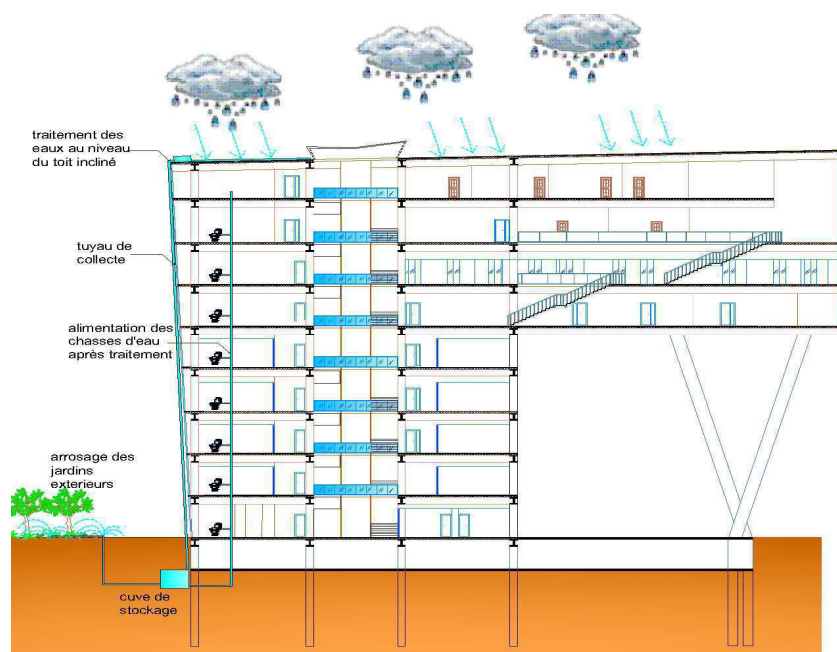 traitement des
eaux au niveau
du toit incliné
tuyau de
collecte
alimentation des
chasses d'eau
après traitement
arrosage des
jardins
exterieurs
cuve de
stockage